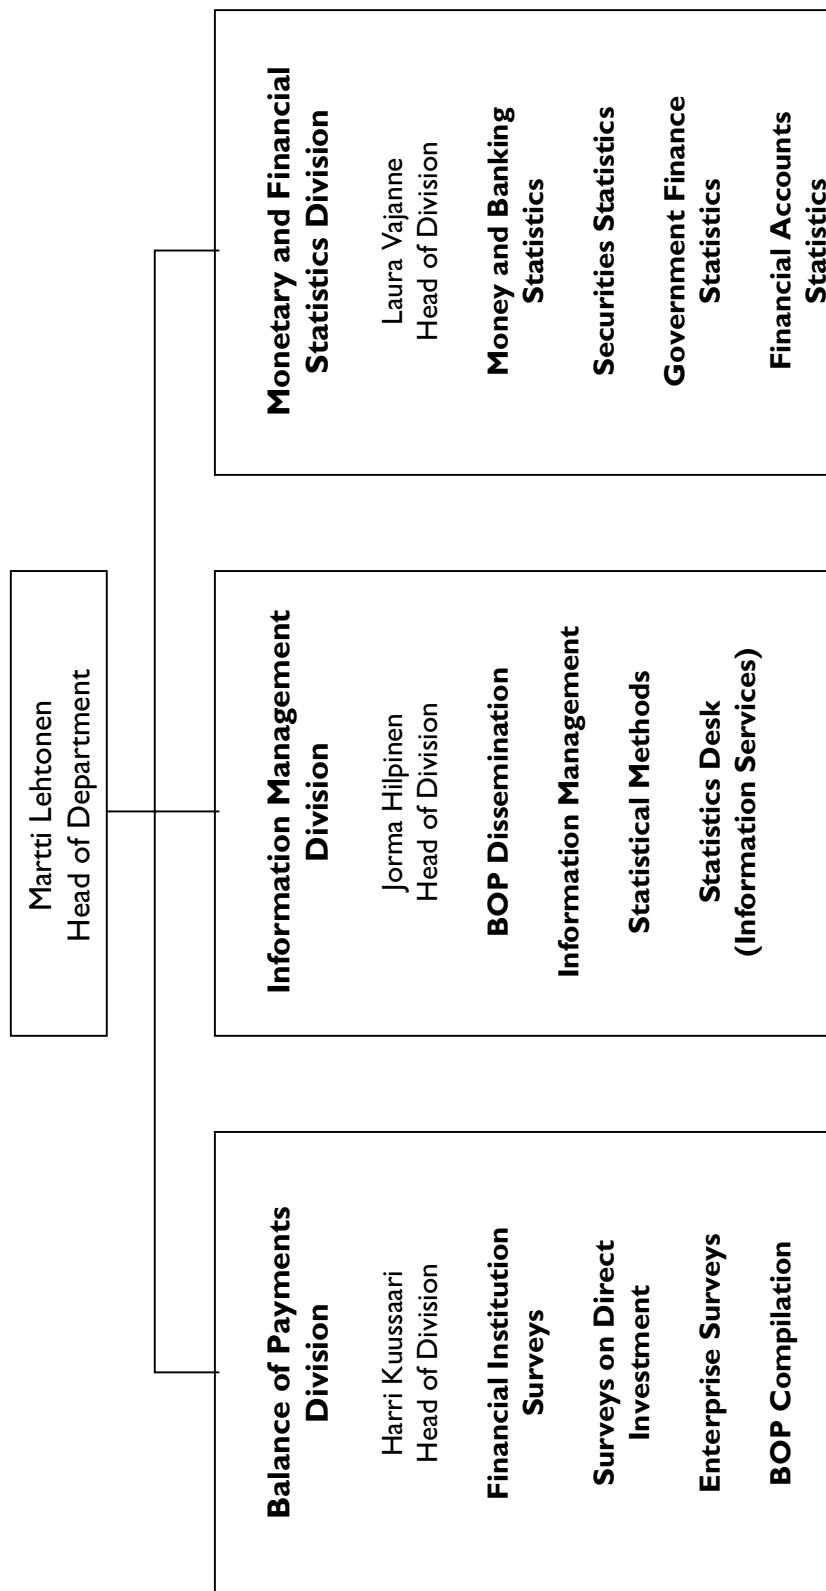 Martti Lehtonen
Head of Department
Balance of Payments
Division
Harri Kuussaari
Head of Division
Financial Institution
Surveys
Surveys on Direct
Investment
Enterprise Surveys
BOP Compilation
Information Management
Division
Jorma Hilpinen
Head of Division
BOP Dissemination
Information Management
Statistical Methods
Statistics Desk
(Information Services)
Monetary and Financial
Statistics Division
Laura Vajanne
Head of Division
Money and Banking
Statistics
Securities Statistics
Government Finance
Statistics
Financial Accounts
Statistics